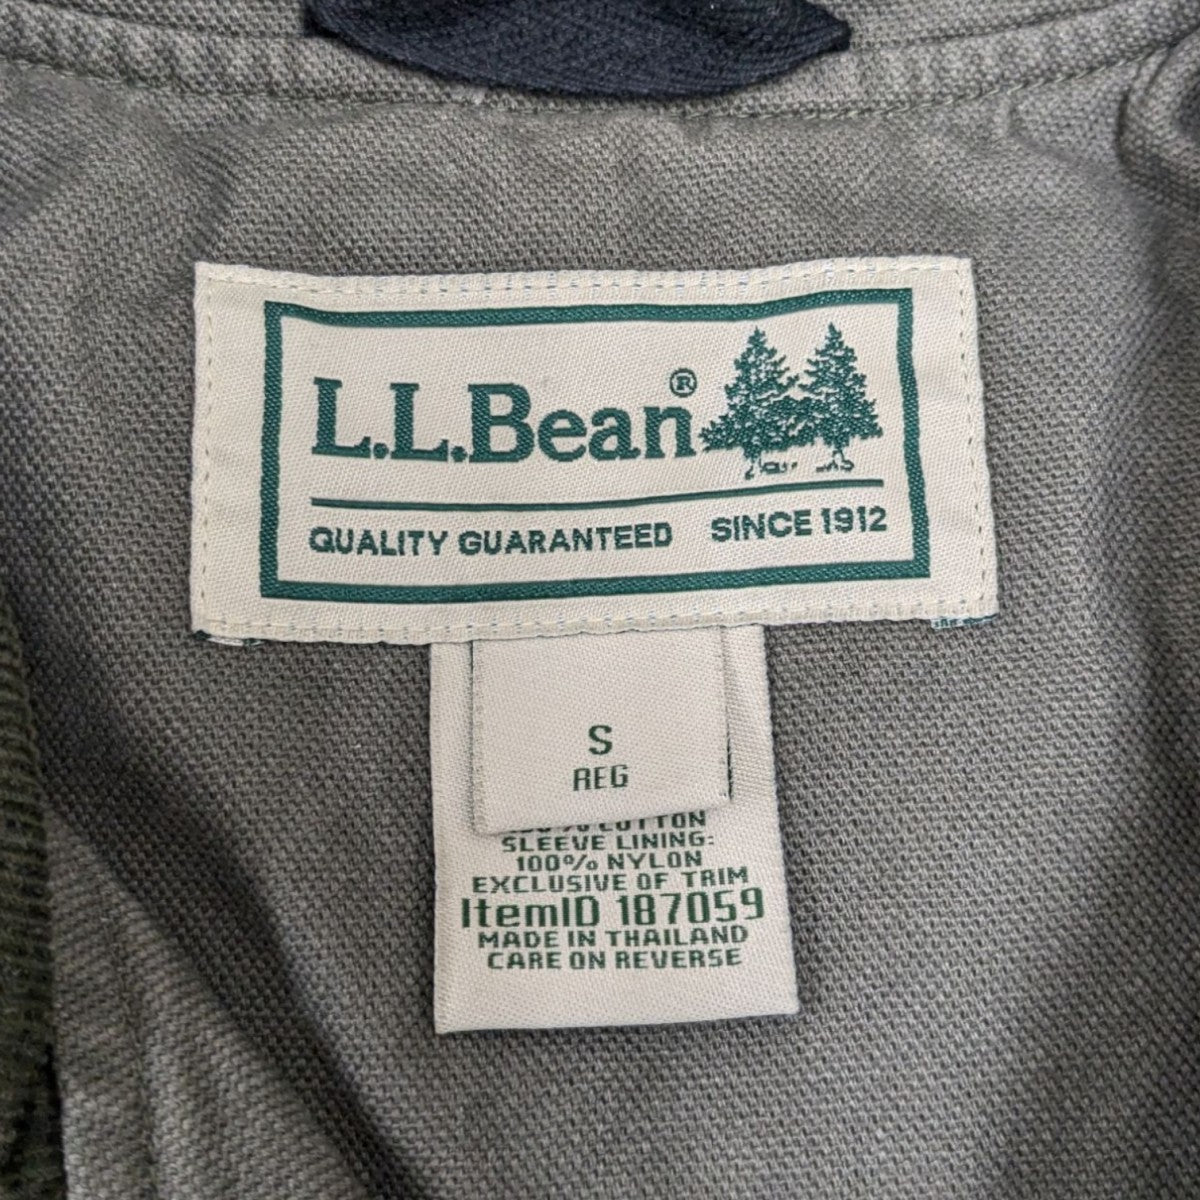 L.L.Bean®
QUALITY GUARANTEED SINCE 1912
S
REG
COTTON
SLEEVE LINING:
100% NYLON
EXCLUSIVE OF TRIM
ItemID 187059
MADE IN THAILAND
CARE ON REVERSE